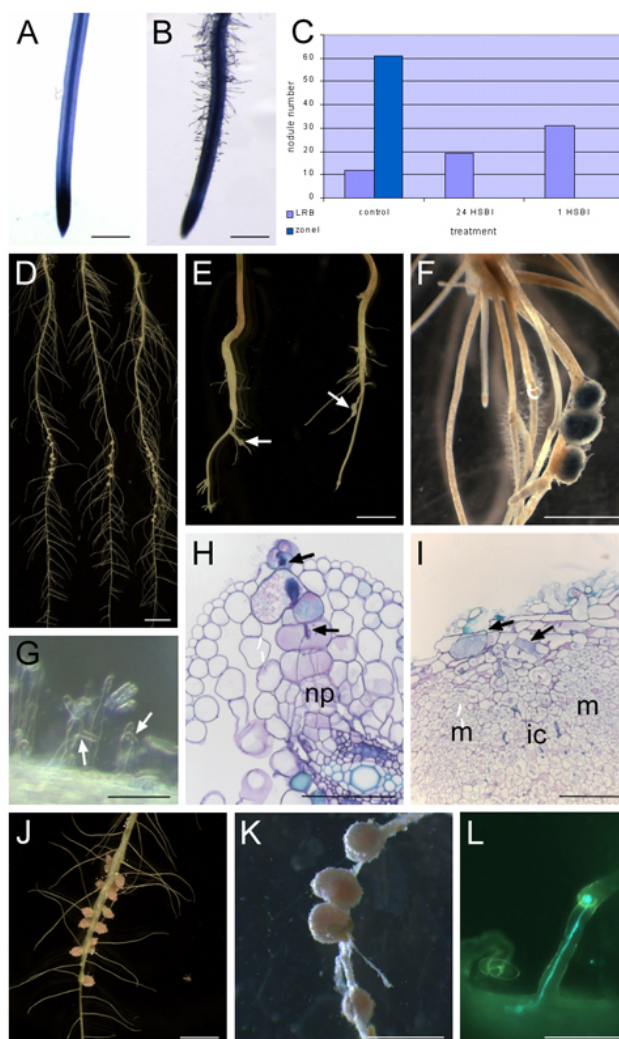 A
B
C
nodule number
70
60
50
40
30
20
10
0
control
24 HSBI
1 HSBI
treatment
LRB
zoneI
D
E
F
G
H
np
I
m
ic
m
J
K
L